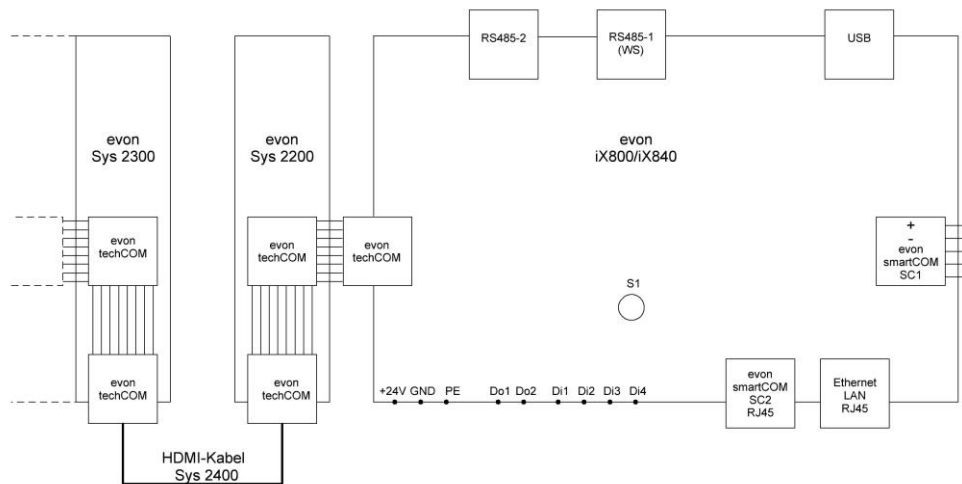 RS485-2
RS485-1
(WS)
USB
evon
Sys 2300
evon
Sys 2200
evon
iX800/iX840
evon
techCOM
evon
techCOM
evon
techCOM
+
-
evon
smartCOM
SC1
S1
evon
techCOM
evon
techCOM
+24V GND PE Do1 Do2 Di1 Di2 Di3 Di4
evon
smartCOM
SC2
RJ45
Ethernet
LAN
RJ45
HDMI-Kabel
Sys 2400